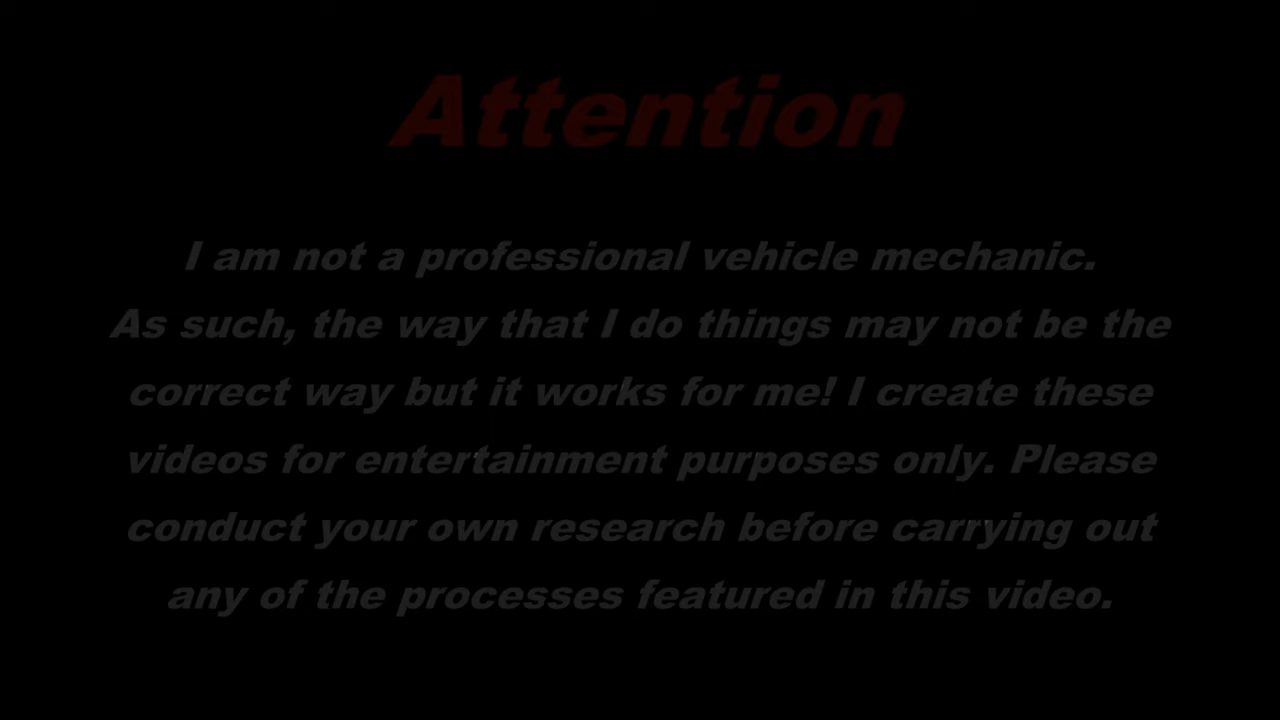 Attention
I am not a professional vehicle mechanic.
As such, the way that I do things may not be the
correct way but it works for me! I create these
videos for entertainment purposes only. Please
conduct your own research before carrying out
any of the processes featured in this video.